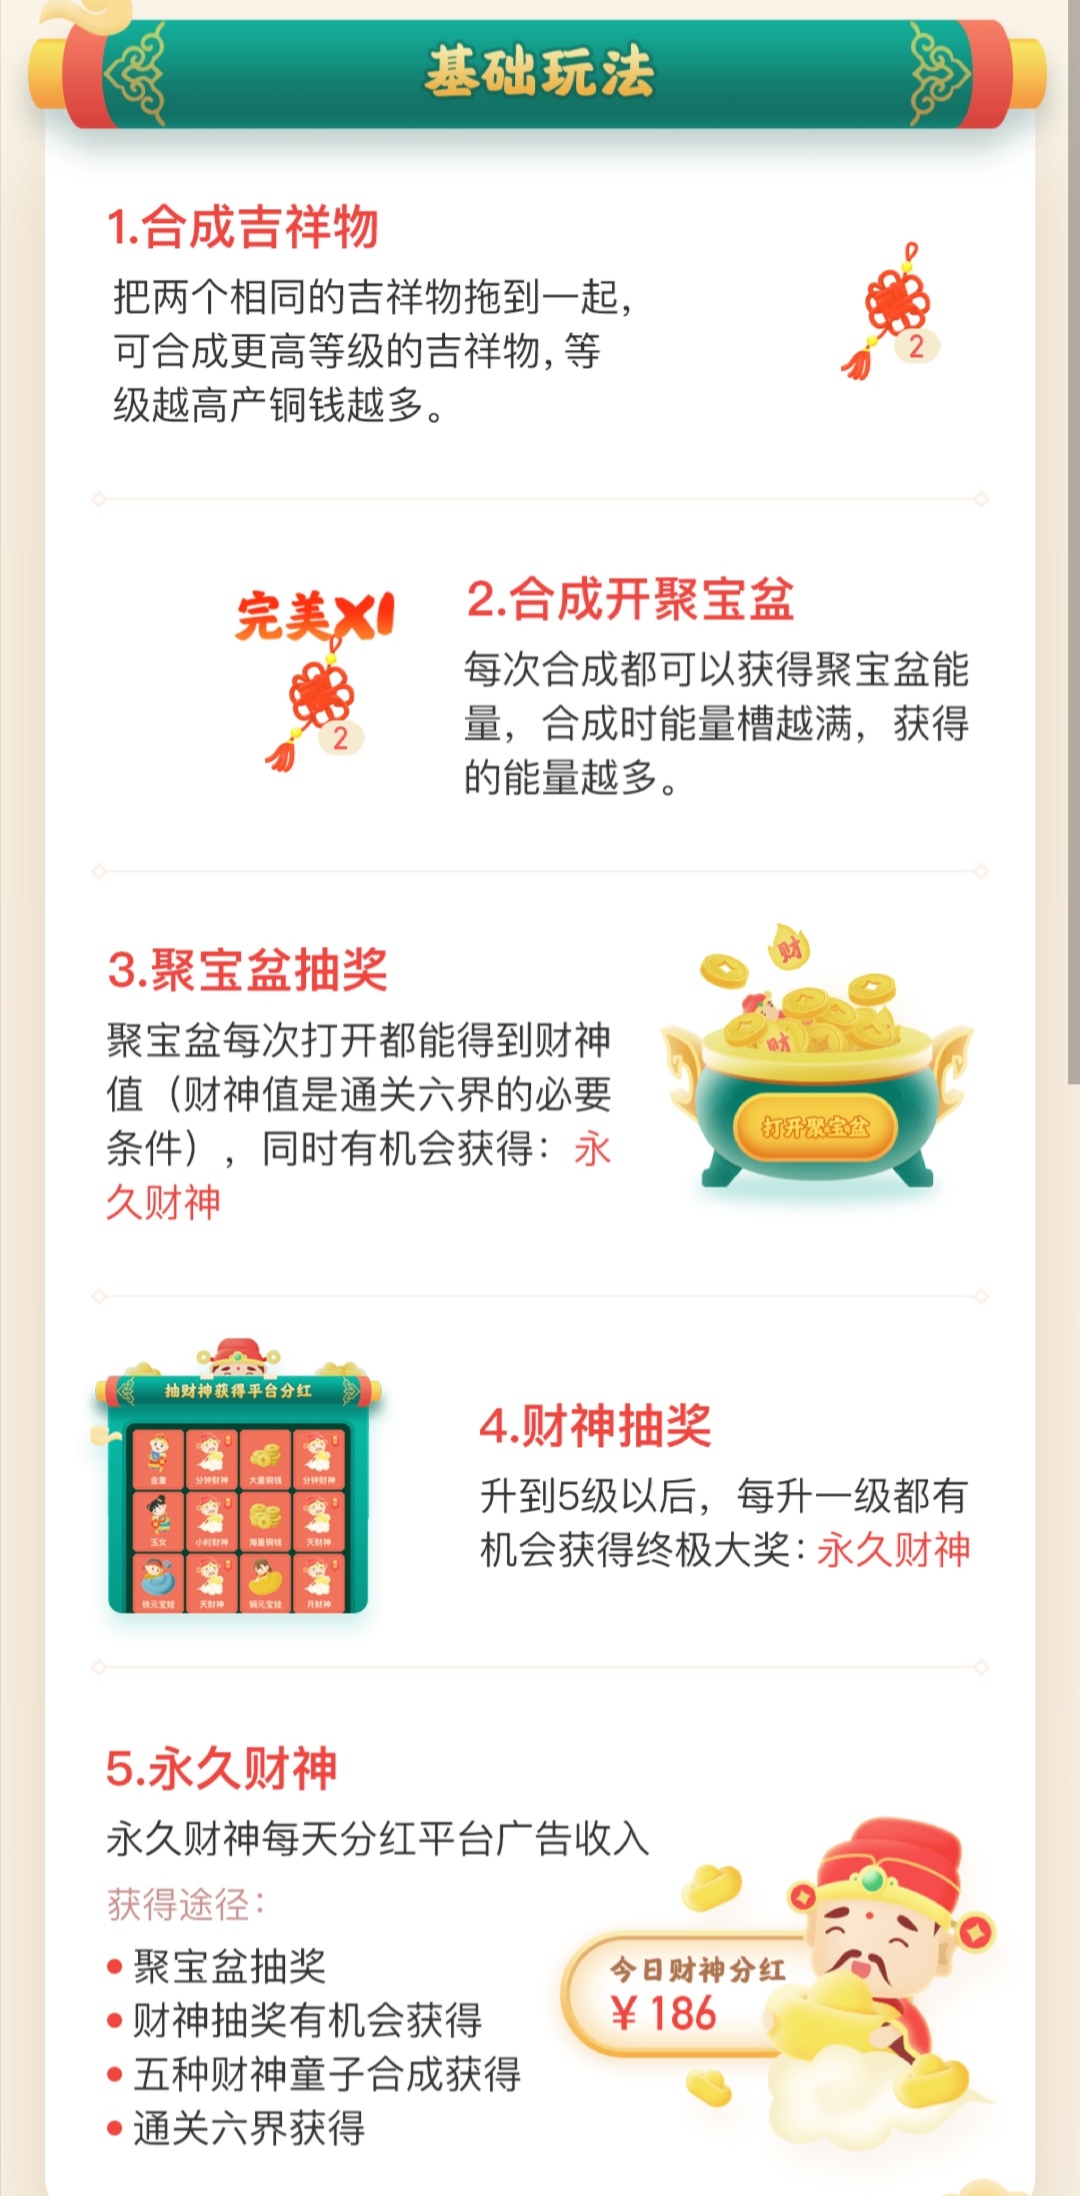 基础玩法
1.合成吉祥物
把两个相同的吉祥物拖到一起，
可合成更高等级的吉祥物，等
级越高产铜钱越多。
2
完美X1
2
2.合成开聚宝盆
每次合成都可以获得聚宝盆能
量，合成时能量槽越满，获得
的能量越多。
3.聚宝盆抽奖
聚宝盆每次打开都能得到财神
值（财神值是通关六界的必要
条件），同时有机会获得：永
久财神
财
财
打开聚宝盆
抽财神获得平台分红
金童 分钟财神 大量铜钱 分钟财神
玉女 小时财神 海量铜钱 天财神
铁元宝娃 天财神 铜元宝娃 月财神
4.财神抽奖
升到5级以后，每升一级都有
机会获得终极大奖：永久财神
5.永久财神
永久财神每天分红平台广告收入
获得途径：
聚宝盆抽奖
财神抽奖有机会获得
五种财神童子合成获得
通关六界获得
今日财神分红
¥ 186